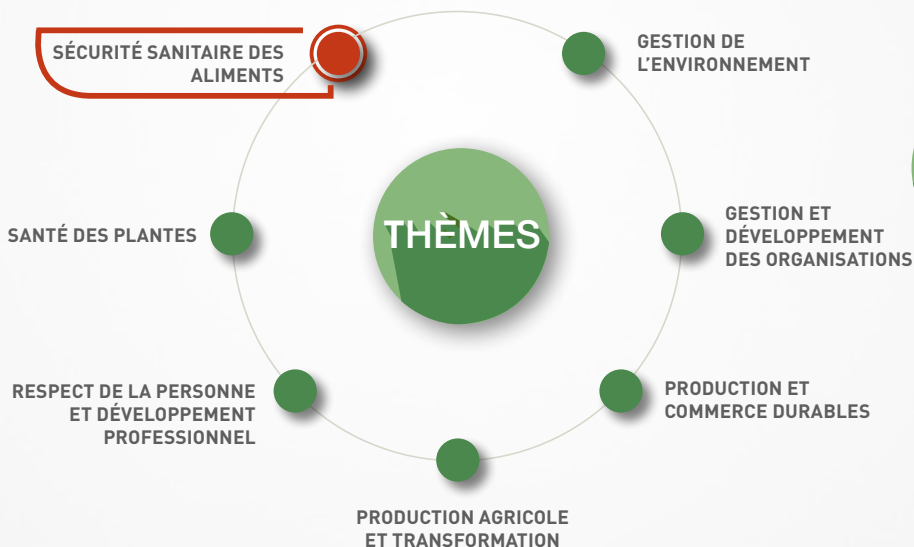 SÉCURITÉ SANITAIRE DES
ALIMENTS
GESTION DE
L'ENVIRONNEMENT
SANTÉ DES PLANTES
THÈMES
GESTION ET
DÉVELOPPEMENT
DES ORGANISATIONS
RESPECT DE LA PERSONNE
ET DÉVELOPPEMENT
PROFESSIONNEL
PRODUCTION ET
COMMERCE DURABLES
PRODUCTION AGRICOLE
ET TRANSFORMATION